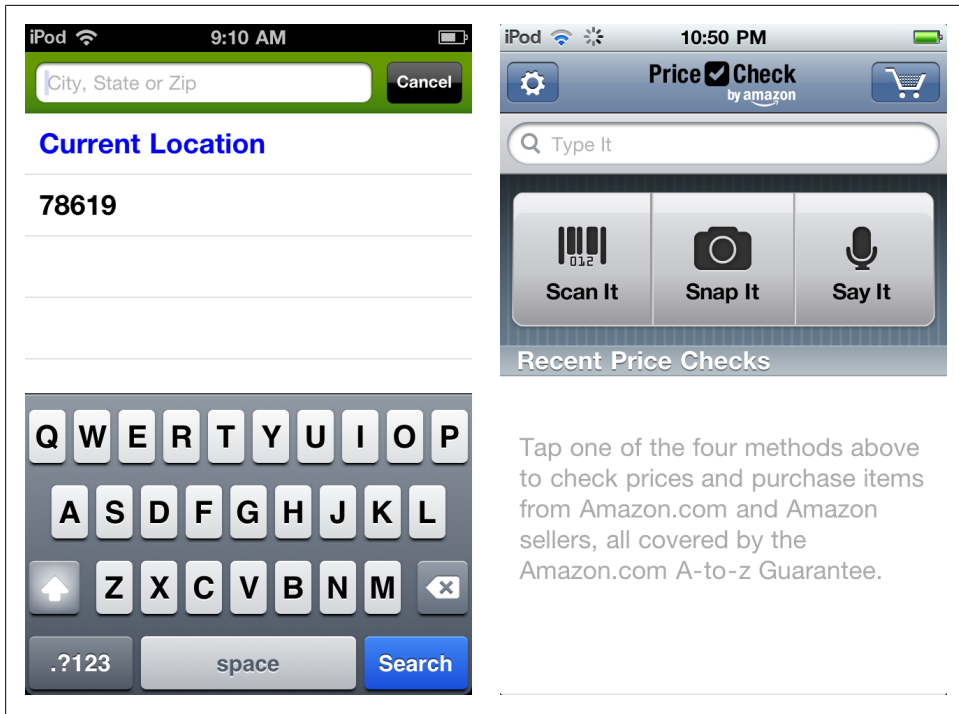 iPod 9:10 AM
City, State or Zip Cancel
Current Location
78619
Q W E R T Y U I O P
A S D F G H J K L
Z X C V B N M
.?123 space Search
iPod 10:50 PM
Price Check
by amazon
Type It
012
Scan It Snap It Say It
Recent Price Checks
Tap one of the four methods above
to check prices and purchase items
from Amazon.com and Amazon
sellers, all covered by the
Amazon.com A-to-z Guarantee.